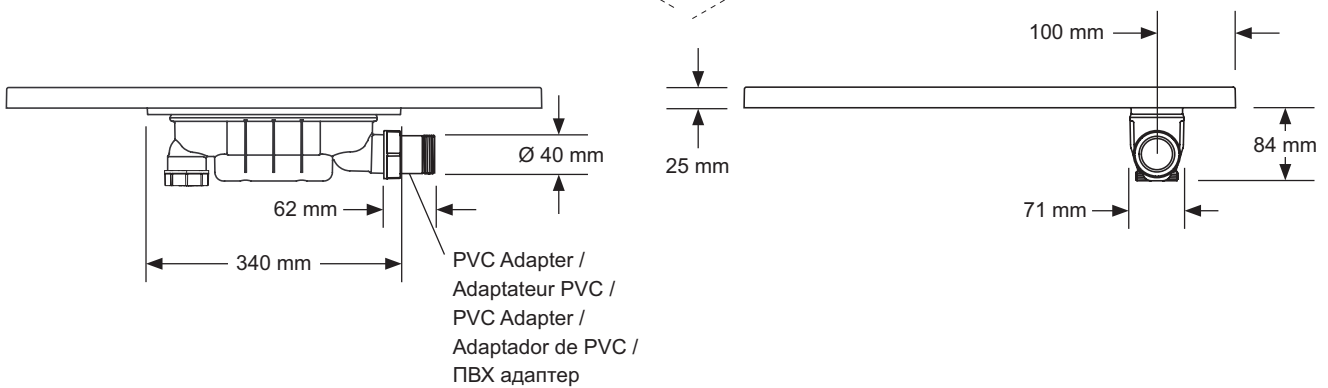 100 mm
Ø 40 mm
84 mm
25 mm
62 mm
71 mm
340 mm
PVC Adapter /
Adaptateur PVC /
PVC Adapter /
Adaptador de PVC /
ПВХ адаптер